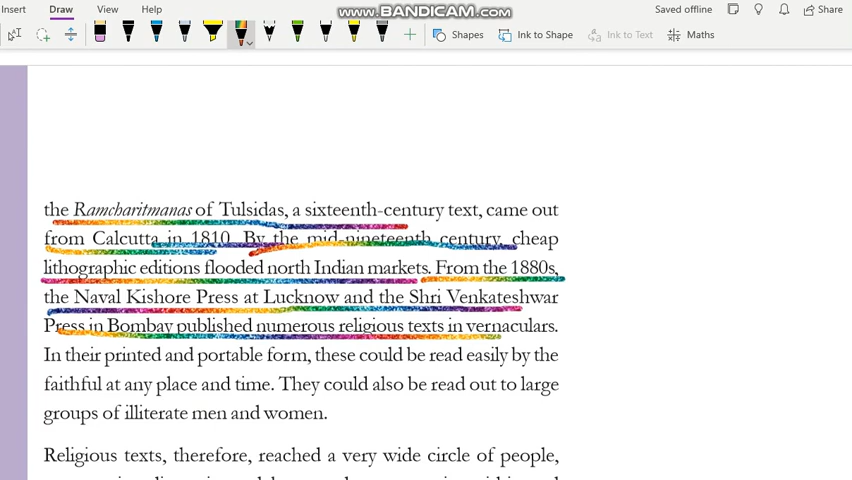 www.BANDICAM.com
Insert Draw View Help Saved offline Share
Shapes Ink to Shape Ink to Text Maths
the Ramcharitmanas of Tulsidas, a sixteenth-century text, came out
from Calcutta in 1810. By the mid-nineteenth century, cheap
lithographic editions flooded north Indian markets. From the 1880s,
the Naval Kishore Press at Lucknow and the Shri Venkateshwar
Press in Bombay published numerous religious texts in vernaculars.
In their printed and portable form, these could be read easily by the
faithful at any place and time. They could also be read out to large
groups of illiterate men and women.
Religious texts, therefore, reached a very wide circle of people,